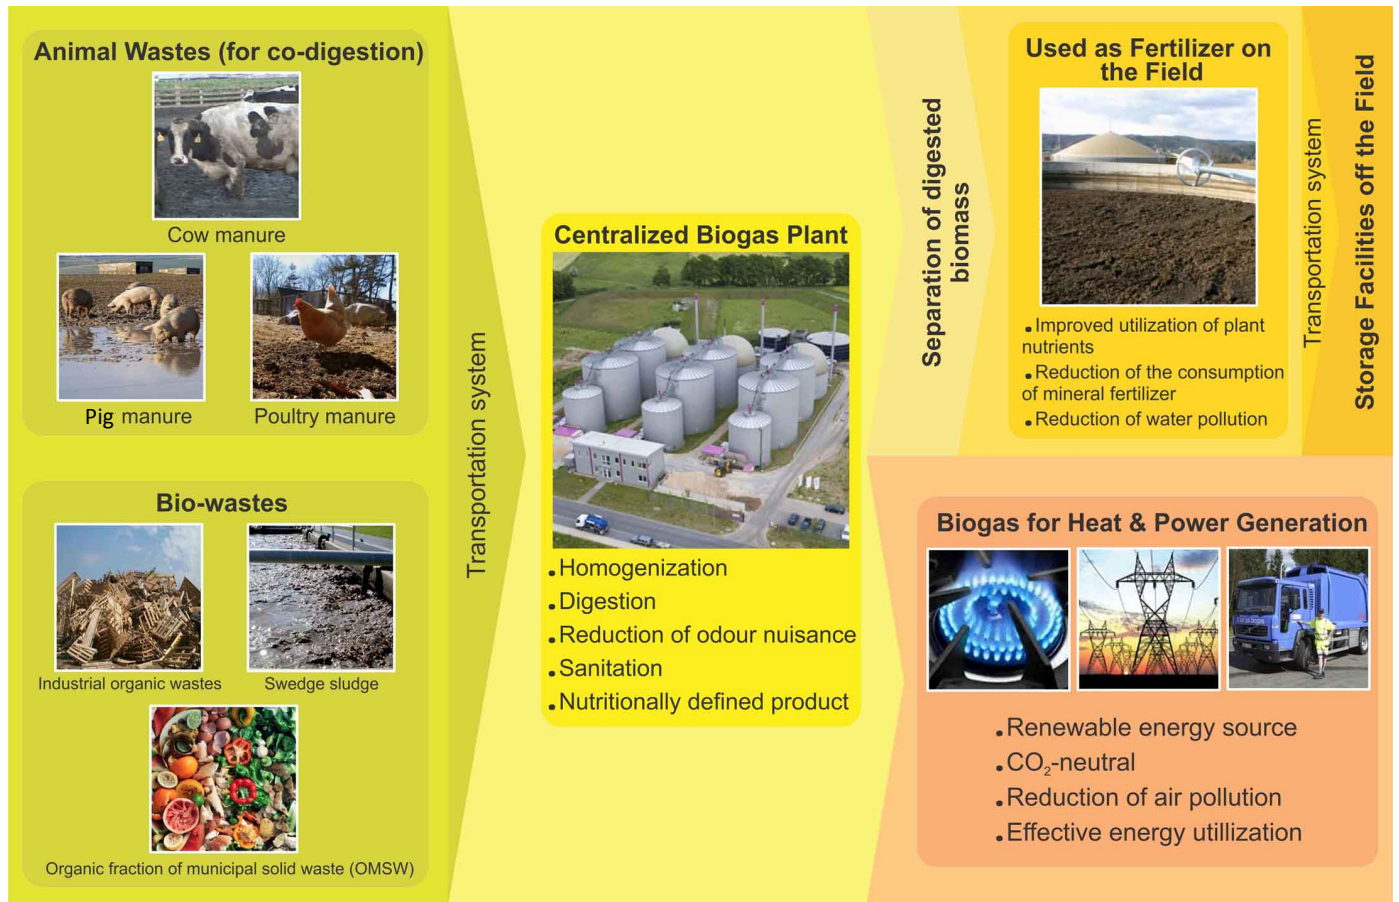 Animal Wastes (for co-digestion)
Cow manure
Pig manure
Poultry manure
Bio-wastes
Industrial organic wastes
Swedge sludge
Organic fraction of municipal solid waste (OMSW)
Transportation system
Centralized Biogas Plant
.Homogenization
.Digestion
.Reduction of odour nuisance
.Sanitation
.Nutritionally defined product
Separation of digested
biomass
Used as Fertilizer on
the Field
.Improved utilization of plant
nutrients
.Reduction of the consumption
of mineral fertilizer
.Reduction of water pollution
Transportation system
Storage Facilities off the Field
Biogas for Heat & Power Generation
.Renewable energy source
.CO₂-neutral
.Reduction of air pollution
.Effective energy utillization